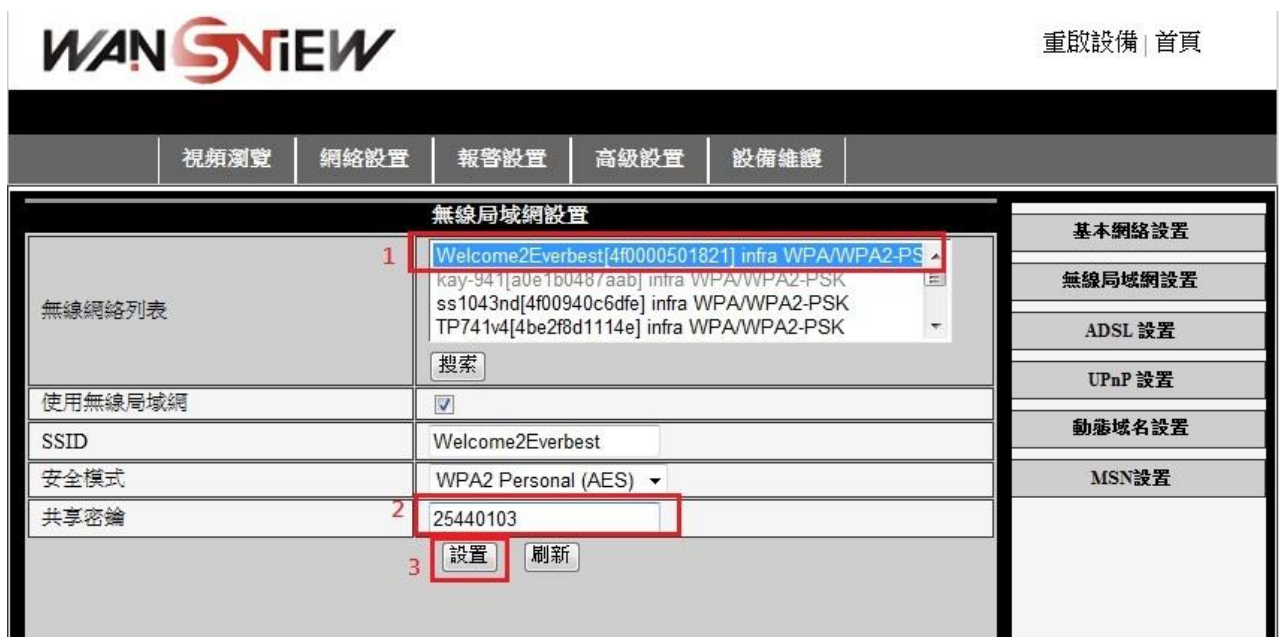 WANSVIEW
重啟設備 | 首頁
視頻瀏覽 網絡設置 報警設置 高級設置 設備維護
無線局域網設置
無線網絡列表
1
Welcome2Everbest[4f0000501821] infra WPA/WPA2-PS
kay-941[a0e1b0487aab] infra WPA/WPA2-PSK
ss1043nd[4f00940c6dfe] infra WPA/WPA2-PSK
TP741v4[4be2f8d1114e] infra WPA/WPA2-PSK
搜索
使用無線局域網
SSID Welcome2Everbest
安全模式 WPA2 Personal (AES)
共享密鑰 2 25440103
3 設置 刷新
基本網絡設置
無線局域網設置
ADSL 設置
UPnP 設置
動態域名設置
MSN設置